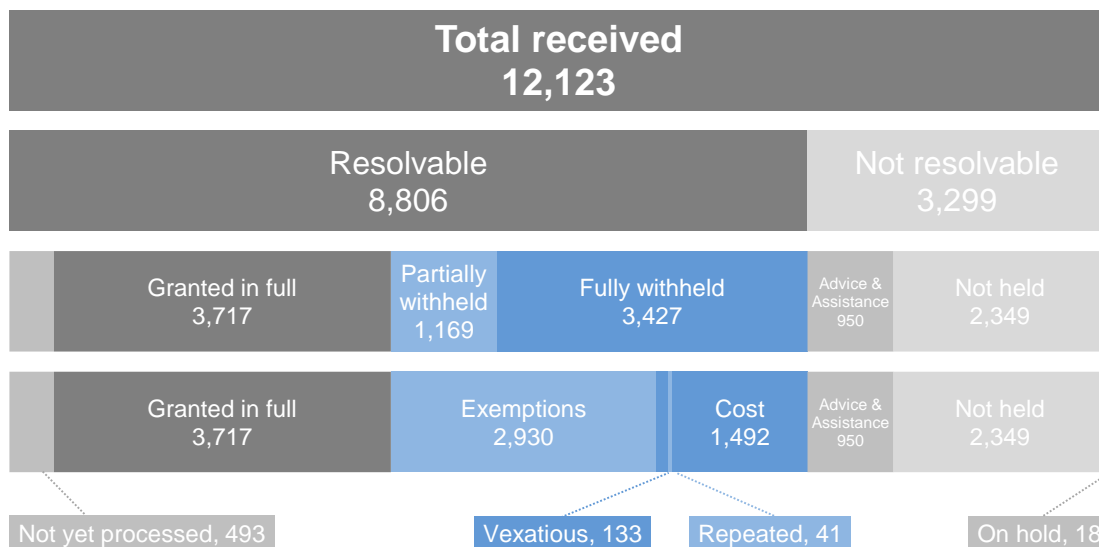 Total received
12,123
Resolvable
8,806
Not resolvable
3,299
Granted in full
3,717
Partially
withheld
1,169
Fully withheld
3,427
Advice &
Assistance
950
Not held
2,349
Granted in full
3,717
Exemptions
2,930
Cost
1,492
Advice &
Assistance
950
Not held
2,349
Not yet processed, 493
Vexatious, 133
Repeated, 41
On hold, 18